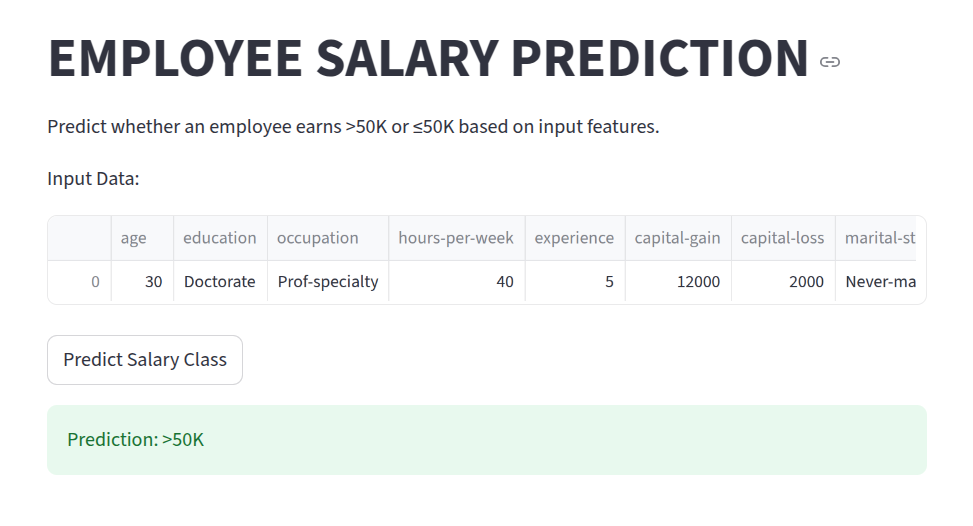 EMPLOYEE SALARY PREDICTION
Predict whether an employee earns >50K or ≤50K based on input features.
Input Data:
age education occupation hours-per-week experience capital-gain capital-loss marital-st
0 30 Doctorate Prof-specialty 40 5 12000 2000 Never-ma
Predict Salary Class
Prediction: >50K